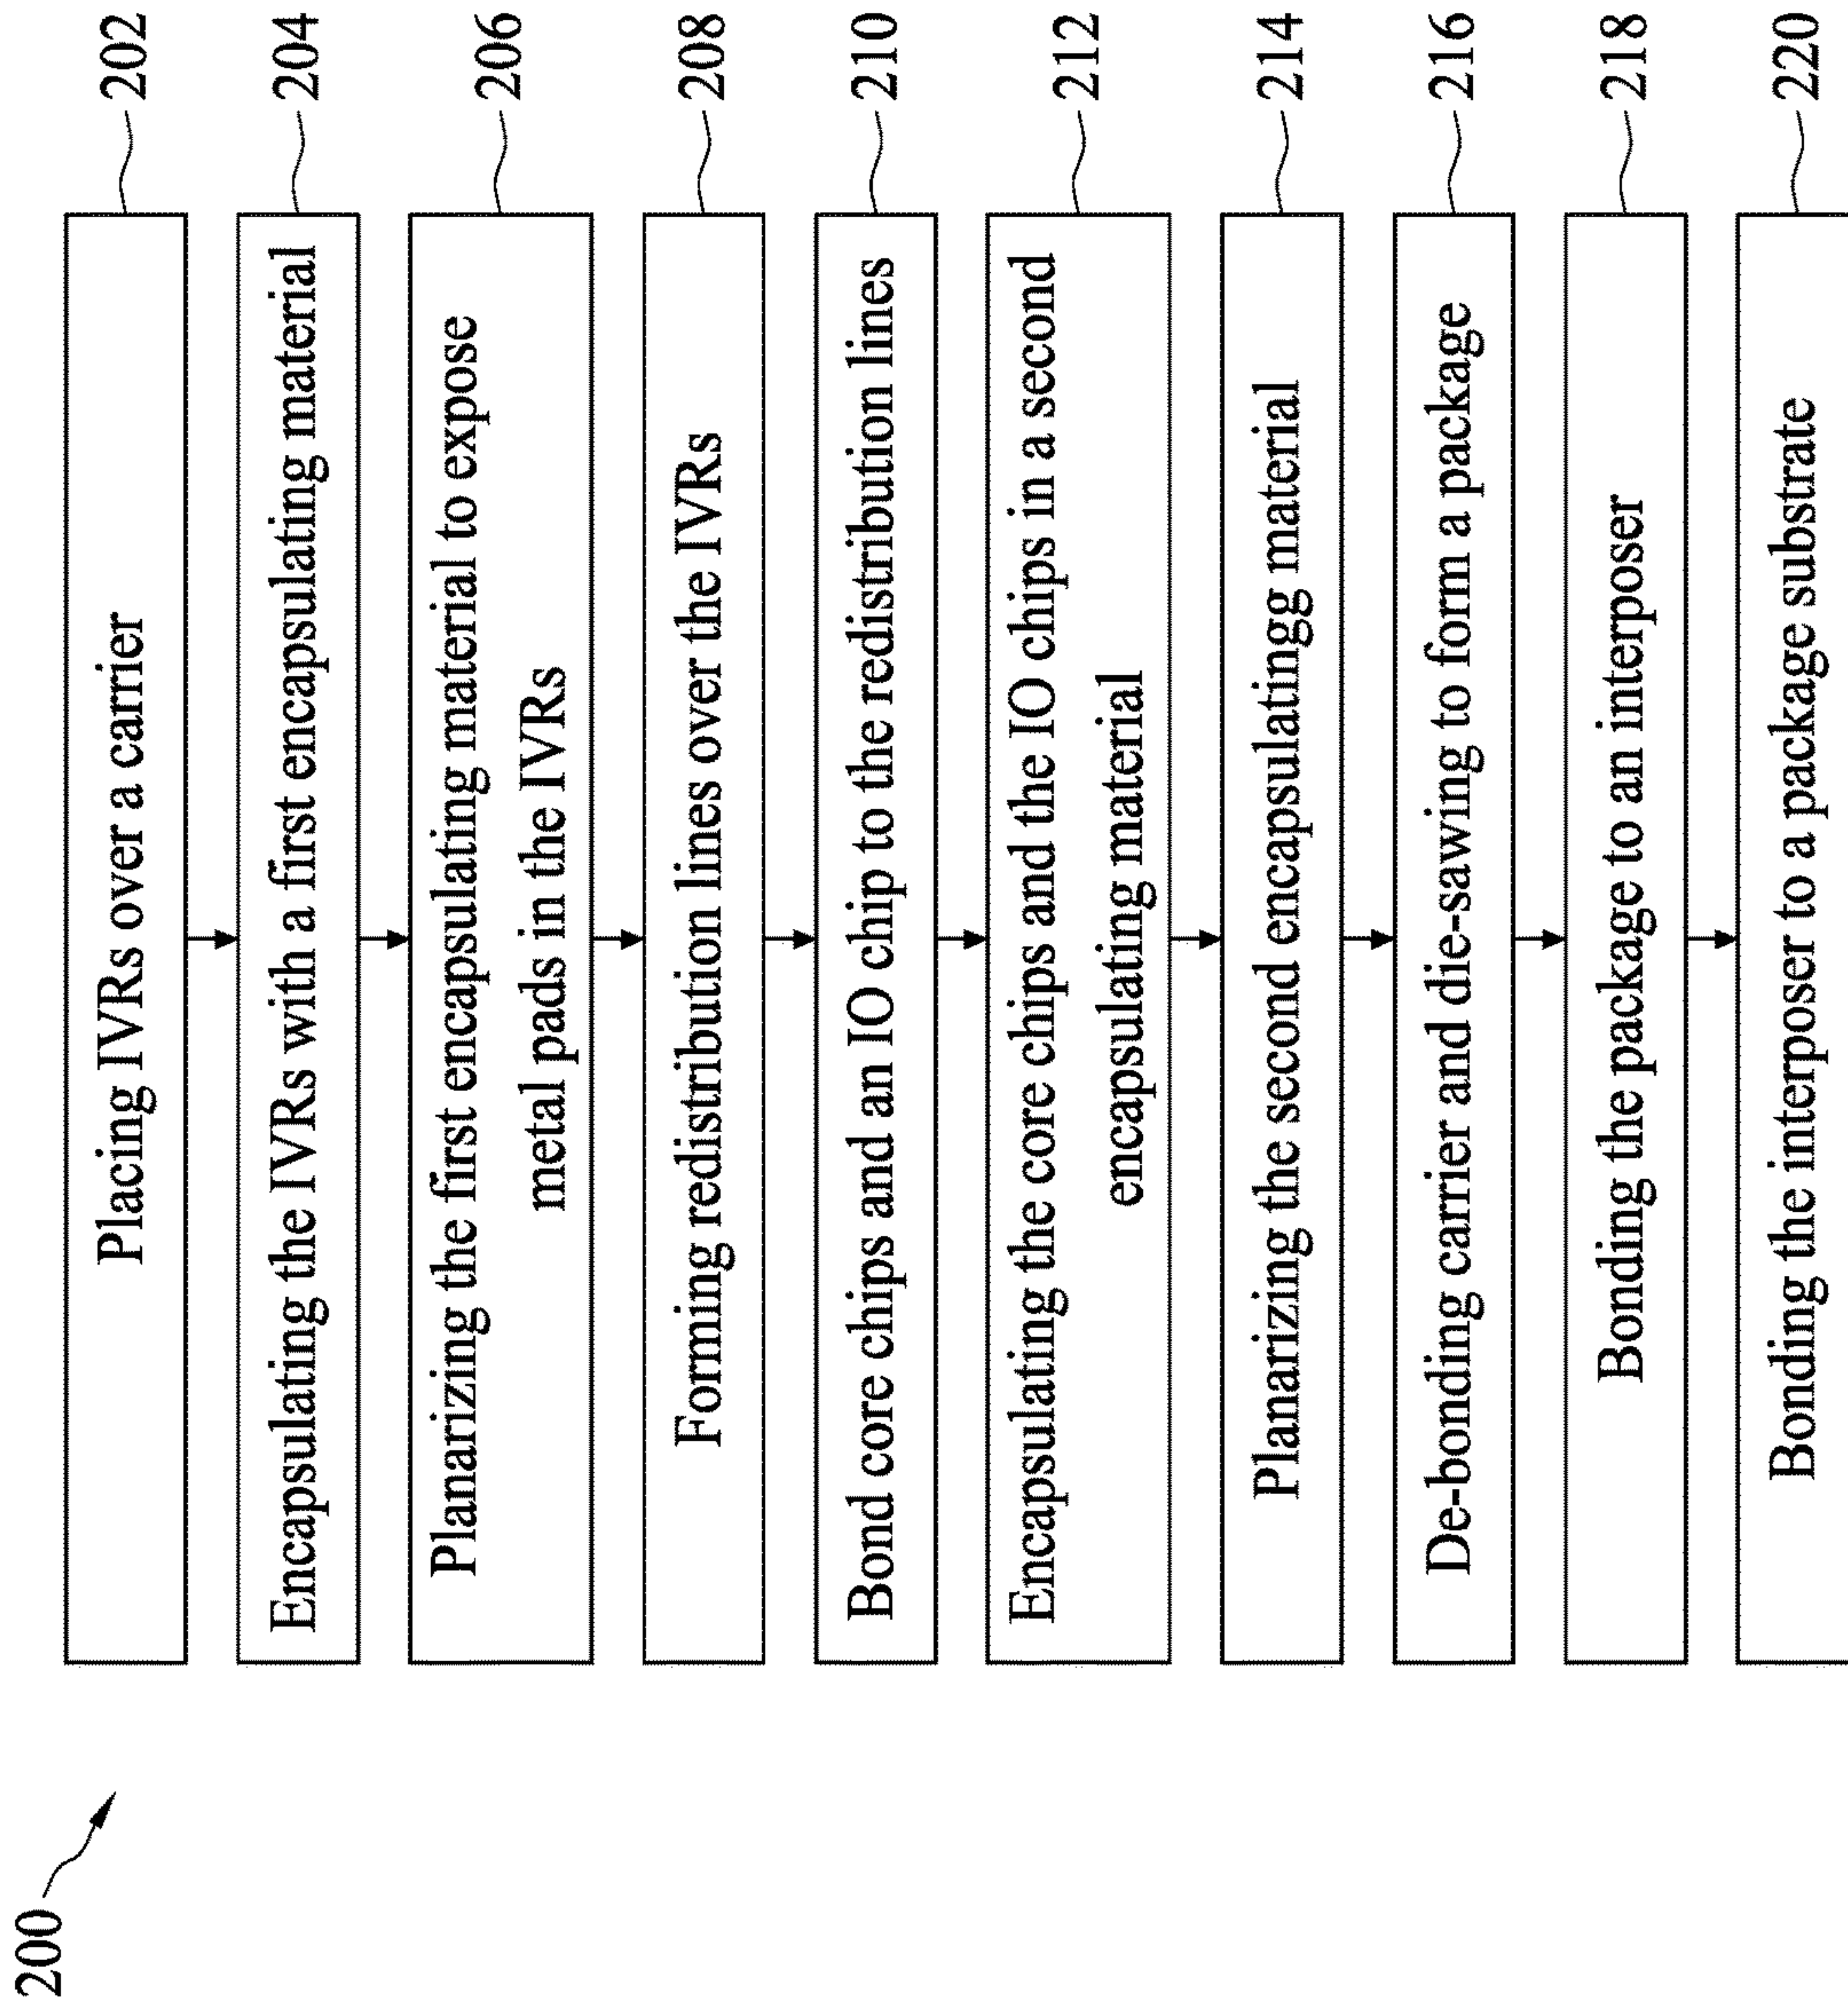 200
Placing IVRs over a carrier
202
Encapsulating the IVRs with a first encapsulating material
204
Planarizing the first encapsulating material to expose
metal pads in the IVRs
206
Forming redistribution lines over the IVRs
208
Bond core chips and an IO chip to the redistribution lines
210
Encapsulating the core chips and the IO chips in a second
encapsulating material
212
Planarizing the second encapsulatingg material
214
De-bonding carrier and die-sawing to form a package
216
Bonding the package to an interposer
218
Bonding the interposer to a package substrate
220